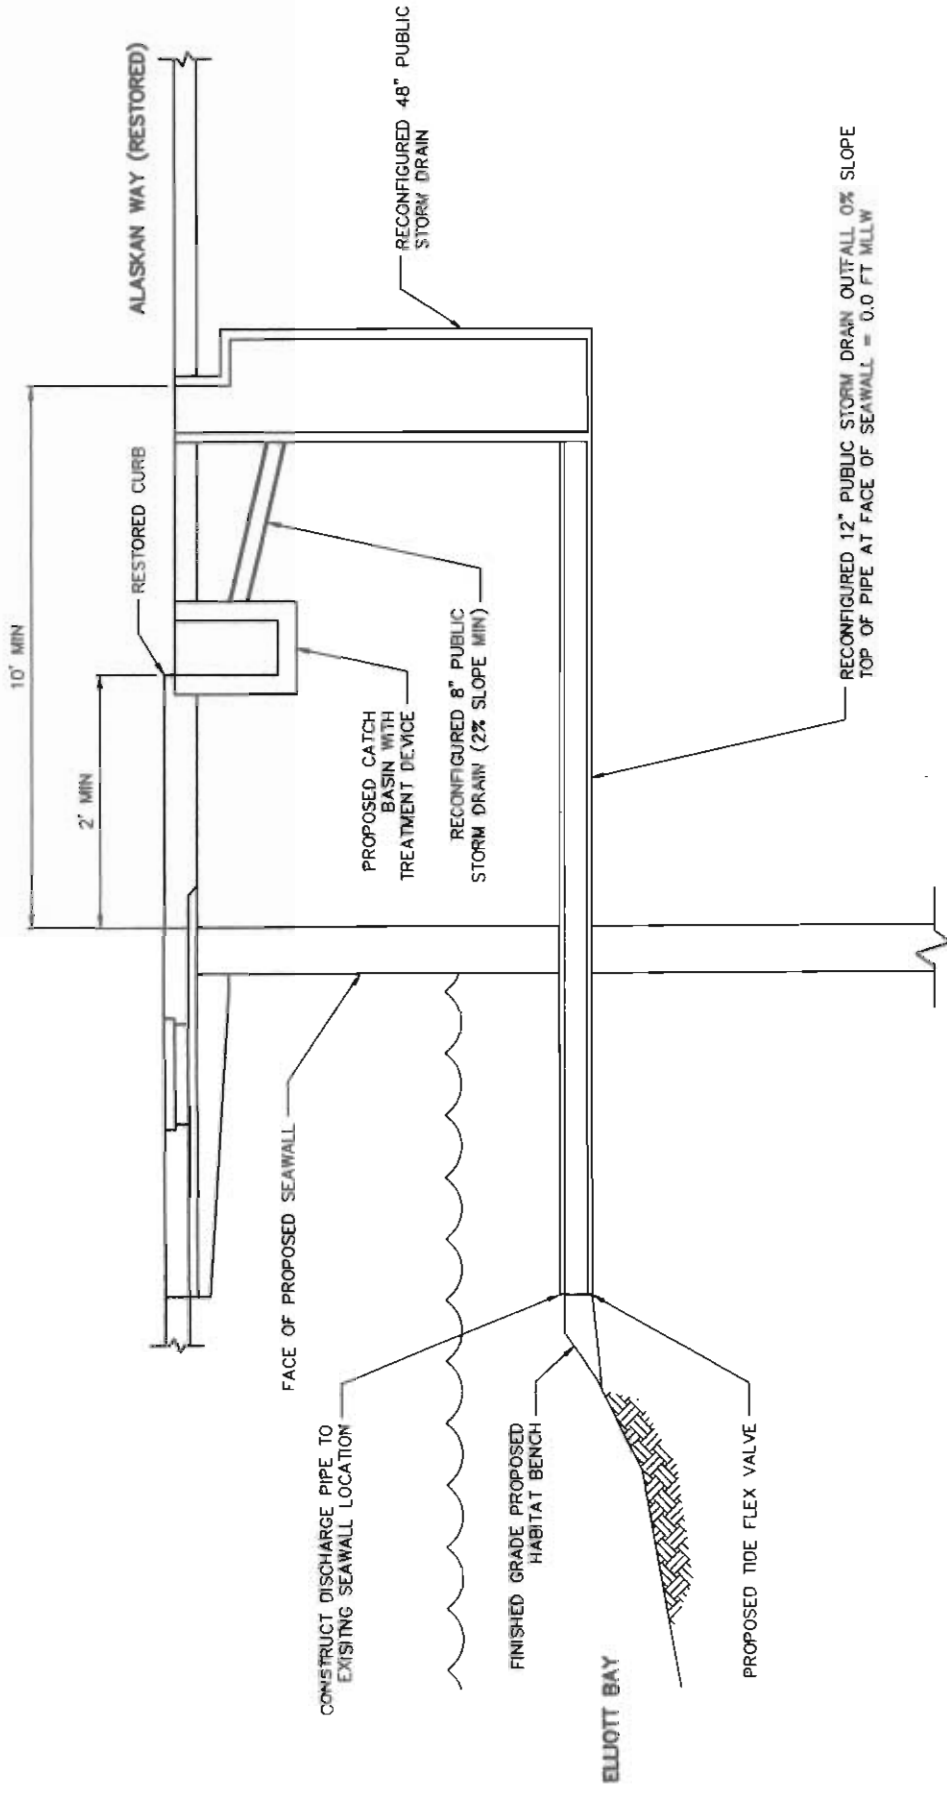 10' MIN
2' MIN
ALASKAN WAY (RESTORED)
RESTORED CURB
RECONFIGURED 48" PUBLIC
STORM DRAIN
PROPOSED CATCH
BASIN WITH
TREATMENT DEVICE
RECONFIGURED 8" PUBLIC
STORM DRAIN (2% SLOPE MIN)
FACE OF PROPOSED SEAWALL
CONSTRUCT DISCHARGE PIPE TO
EXISITNG SEAWALL LOCATION
FINISHED GRADE PROPOSED
HABITAT BENCH
ELLIOTT BAY
PROPOSED TIDE FLEX VALVE
RECONFIGURED 12" PUBLIC STORM DRAIN OUTFALL 0% SLOPE
TOP OF PIPE AT FACE OF SEAWALL = 0.0 FT MLLW